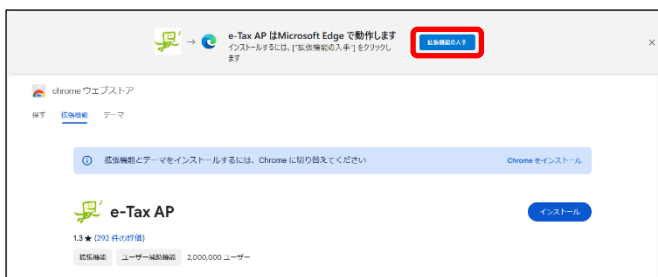 e-Tax AP はMicrosoft Edge で動作します
インストールするには、["拡張機能の入手"] をクリックし
ます
拡張機能の入手
chrome ウェブストア
探す 拡張機能 テーマ
拡張機能とテーマをインストールするには、Chrome に切り替えてください
Chrome をインストール
e-Tax AP
インストール
1.3 ★ (292 件の評価)
拡張機能 ユーザー補助機能 2,000,000 ユーザー